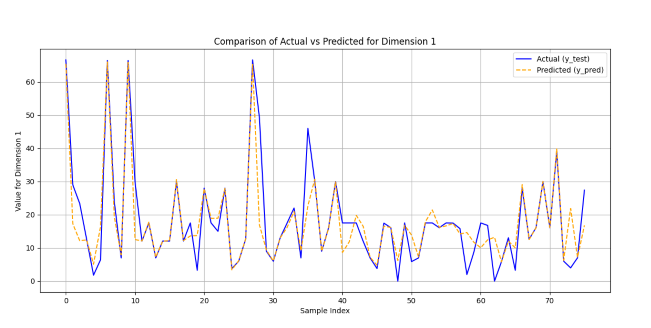 Comparison of Actual vs Predicted for Dimension 1
Actual (y_test)
Predicted (y_pred)
Value for Dimension 1
60
50
40
30
20
10
0
0 10 20 30 40 50 60 70
Sample Index